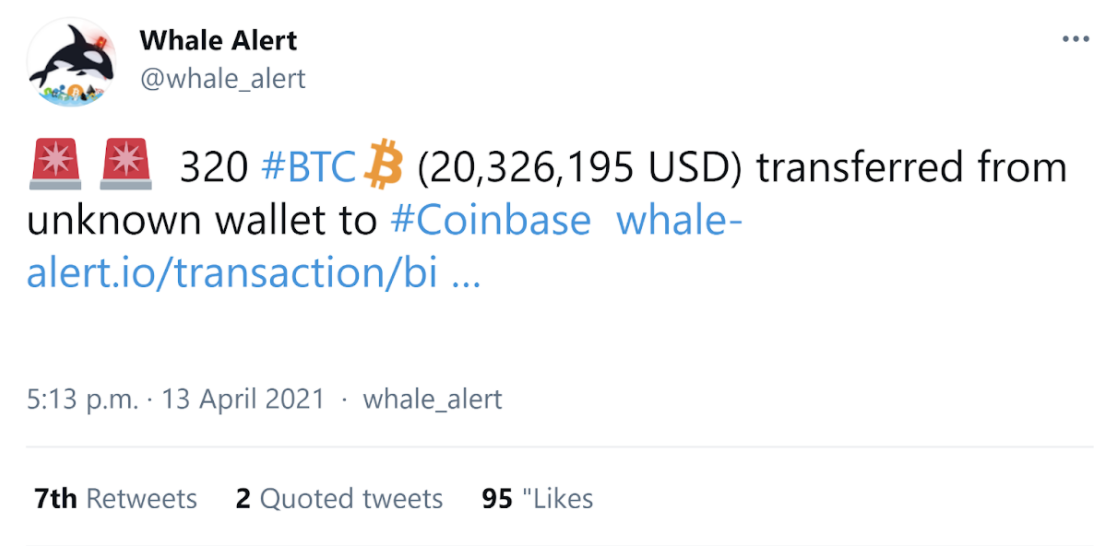 Whale Alert
@whale_alert
🚨 🚨 320 #BTC (20,326,195 USD) transferred from
unknown wallet to #Coinbase whale-
alert.io/transaction/bi ...
5:13 p.m. · 13 April 2021 · whale_alert
7th Retweets 2 Quoted tweets 95 "Likes